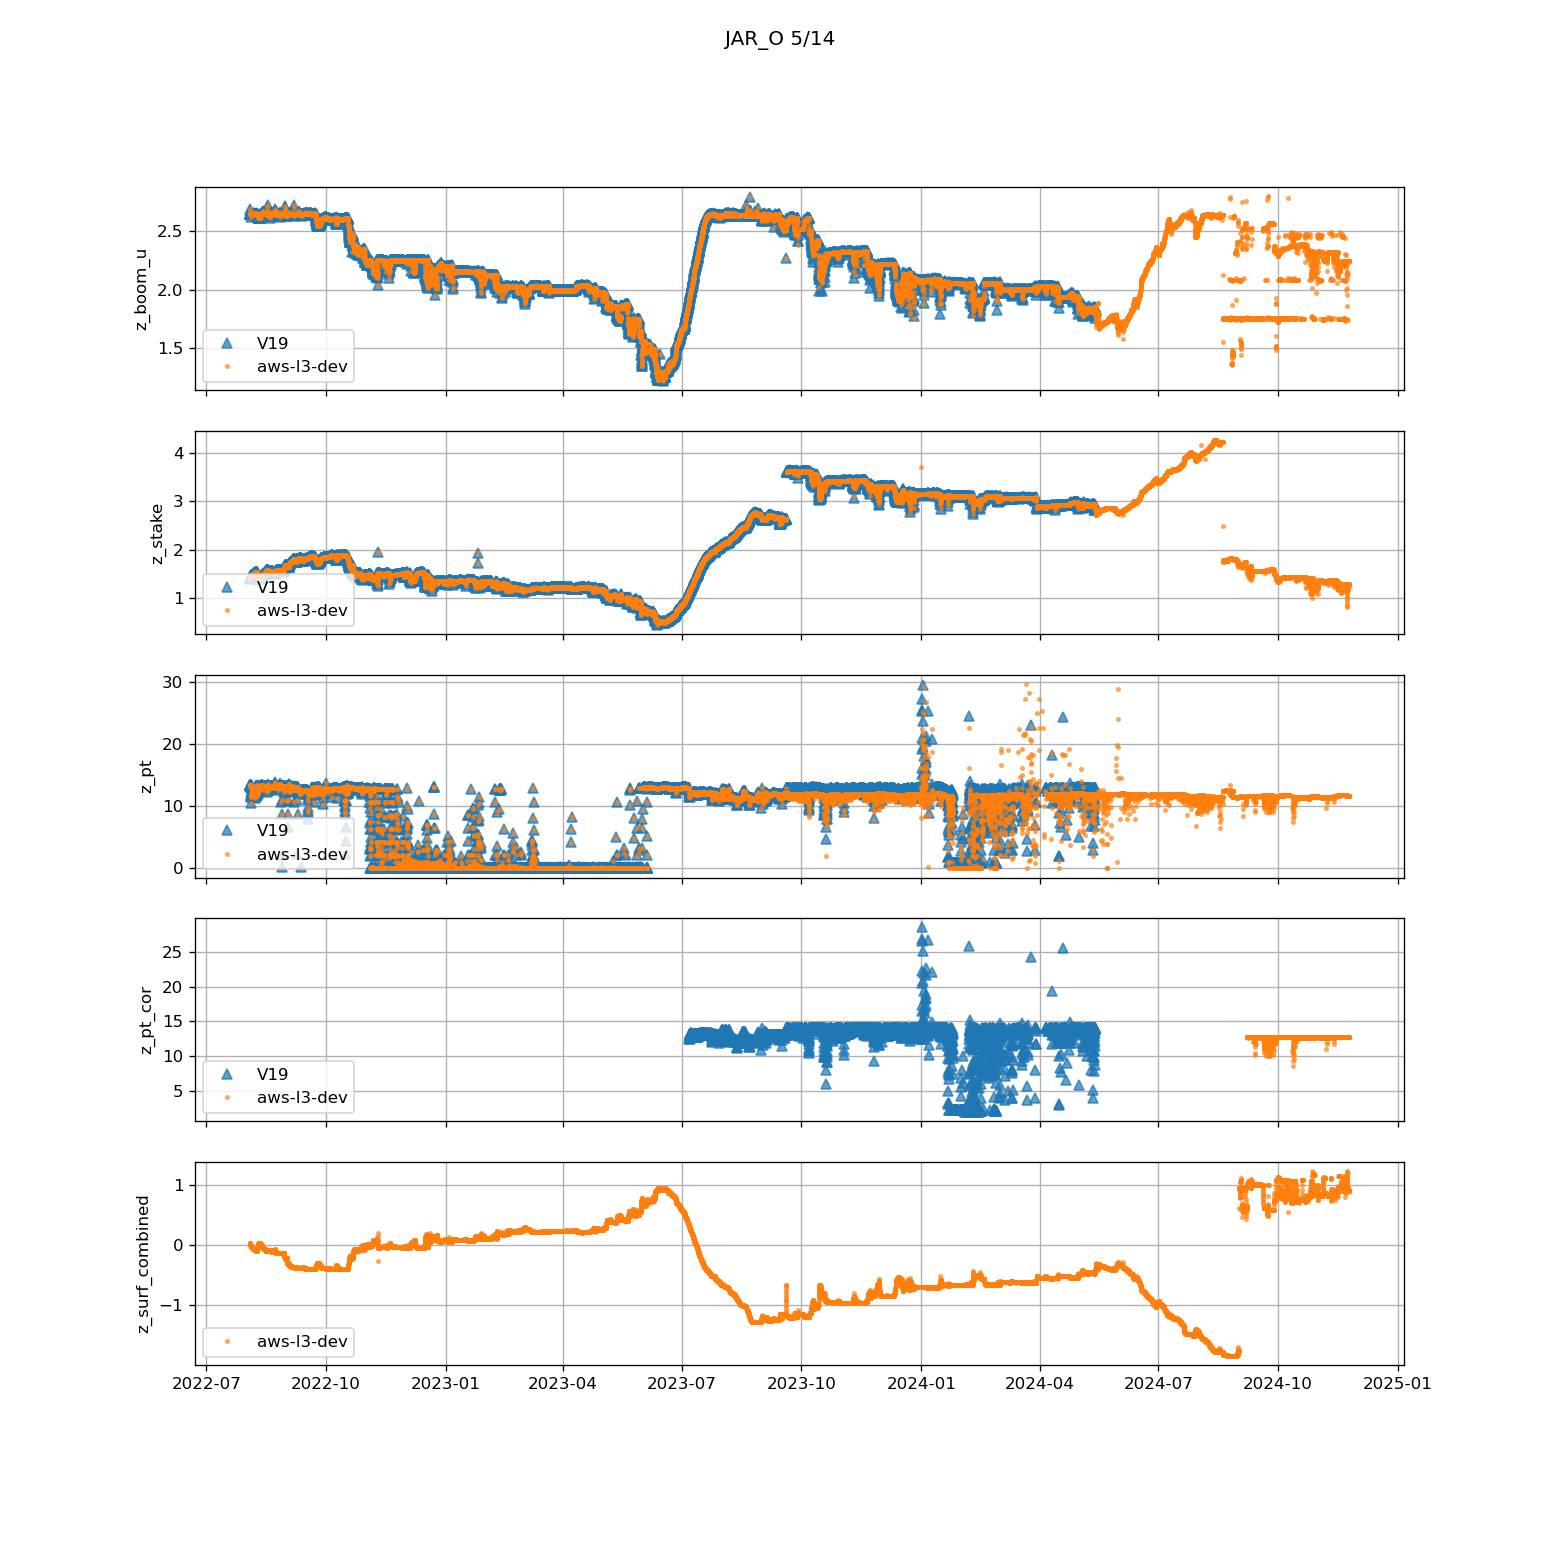 JAR_O 5/14
z_boom_u
2.5
2.0
1.5
V19
aws-l3-dev
z_stake
4
3
2
1
V19
aws-l3-dev
z_pt
30
20
10
0
V19
aws-l3-dev
z_pt_cor
25
20
15
10
5
V19
aws-l3-dev
z_surf_combined
1
0
−1
aws-l3-dev
2022-07 2022-10 2023-01 2023-04 2023-07 2023-10 2024-01 2024-04 2024-07 2024-10 2025-01